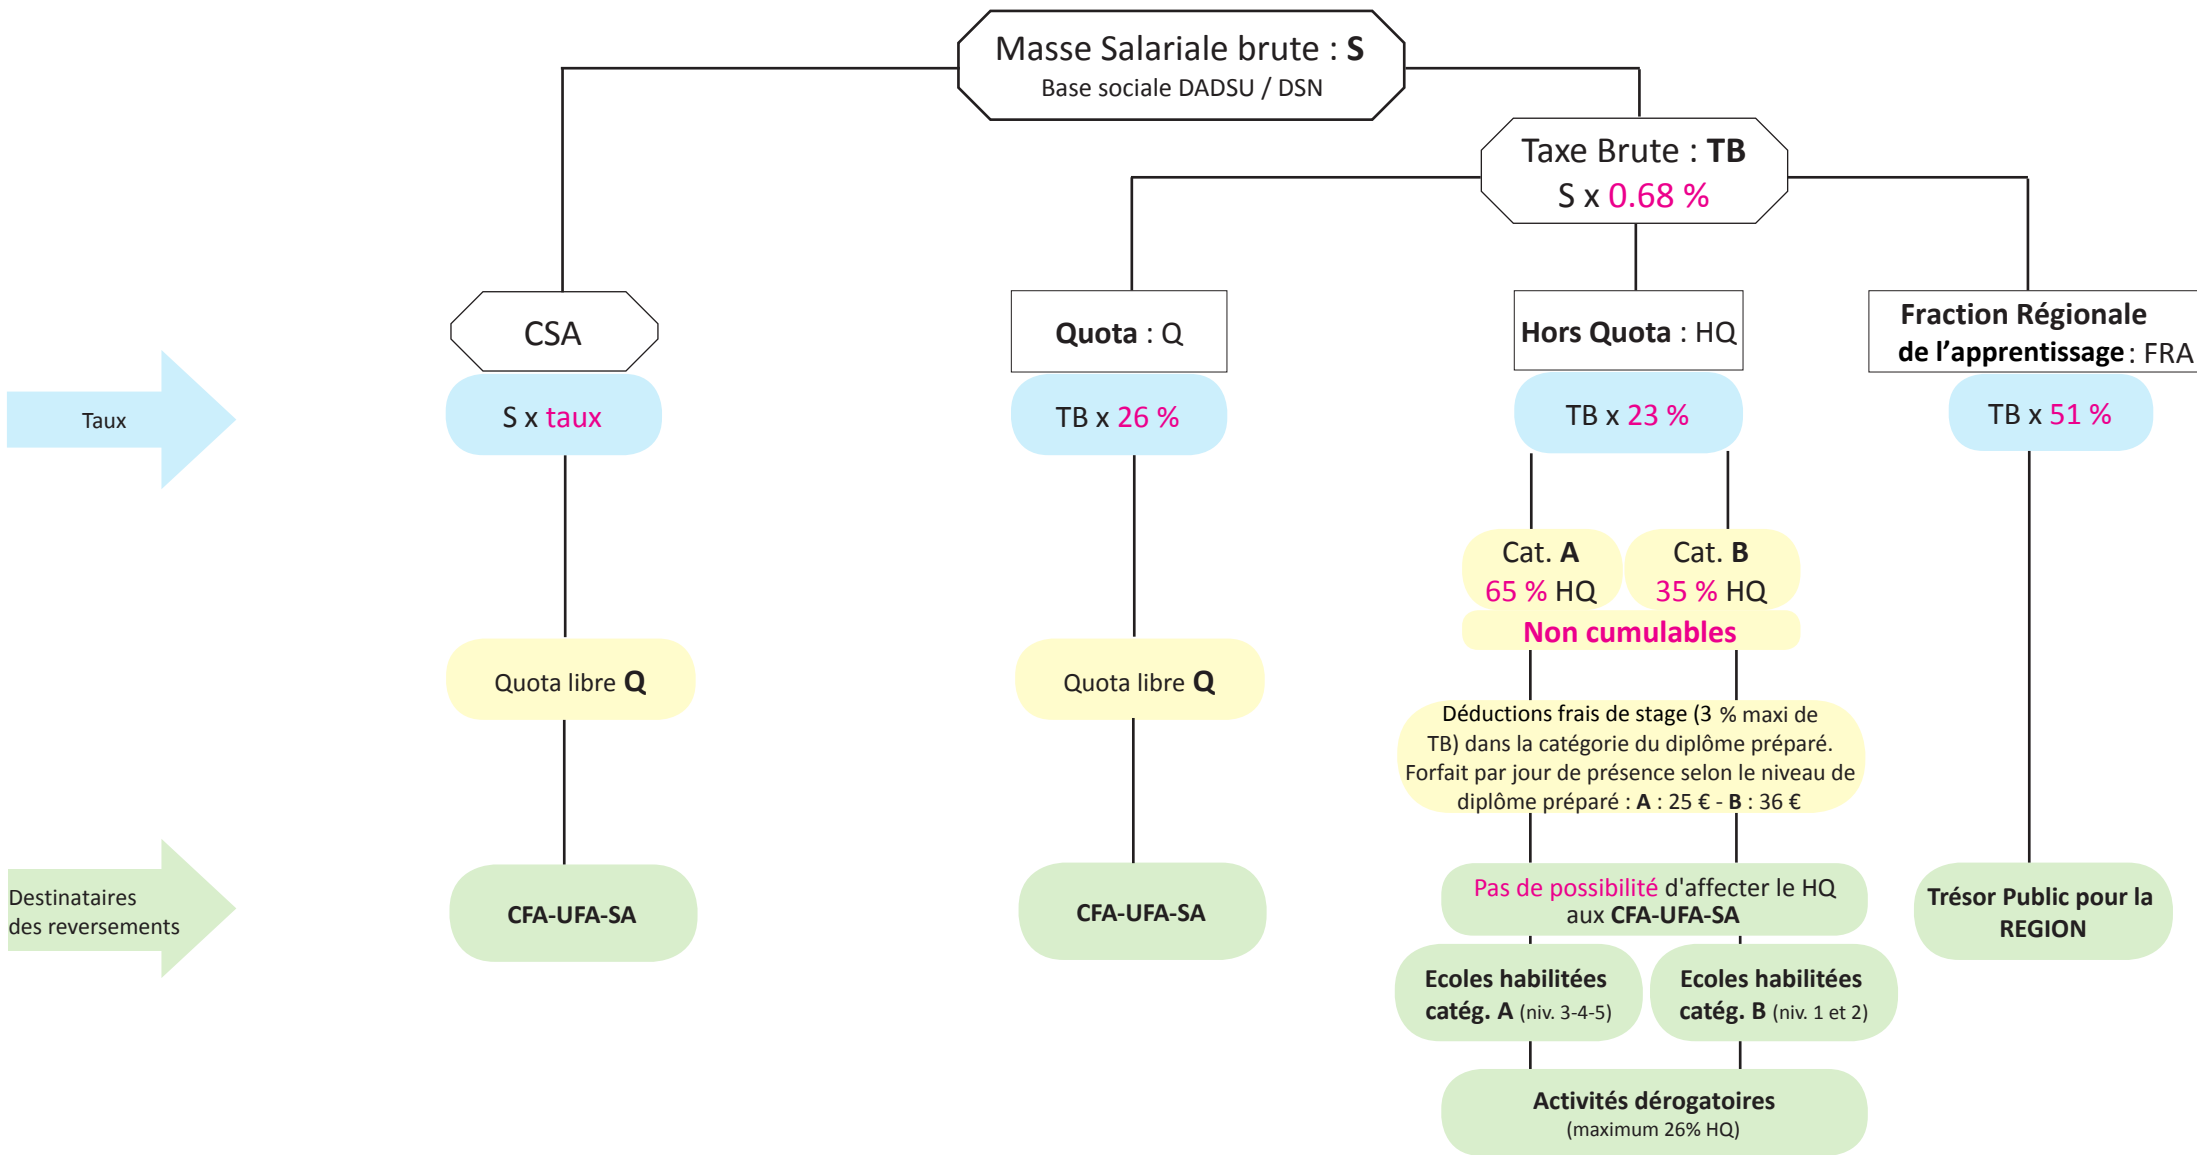 Masse Salariale brute : S
Base sociale DADSU / DSN
Taxe Brute : TB
S x 0.68 %
CSA
Quota : Q
Hors Quota : HQ
Fraction Régionale
de l'apprentissage : FRA
Taux
S x taux
TB x 26 %
TB x 23 %
TB x 51 %
Cat. A
65 % HQ
Cat. B
35 % HQ
Non cumulables
Quota libre Q
Quota libre Q
Déductions frais de stage (3 % maxi de
TB) dans la catégorie du diplôme préparé.
Forfait par jour de présence selon le niveau de
diplôme préparé : A : 25 € - B : 36 €
Destinataires
des reversements
CFA-UFA-SA
CFA-UFA-SA
Pas de possibilité d'affecter le HQ
aux CFA-UFA-SA
Trésor Public pour la
REGION
Ecoles habilitées
catég. A (niv. 3-4-5)
Ecoles habilitées
catég. B (niv. 1 et 2)
Activités dérogatoires
(maximum 26% HQ)